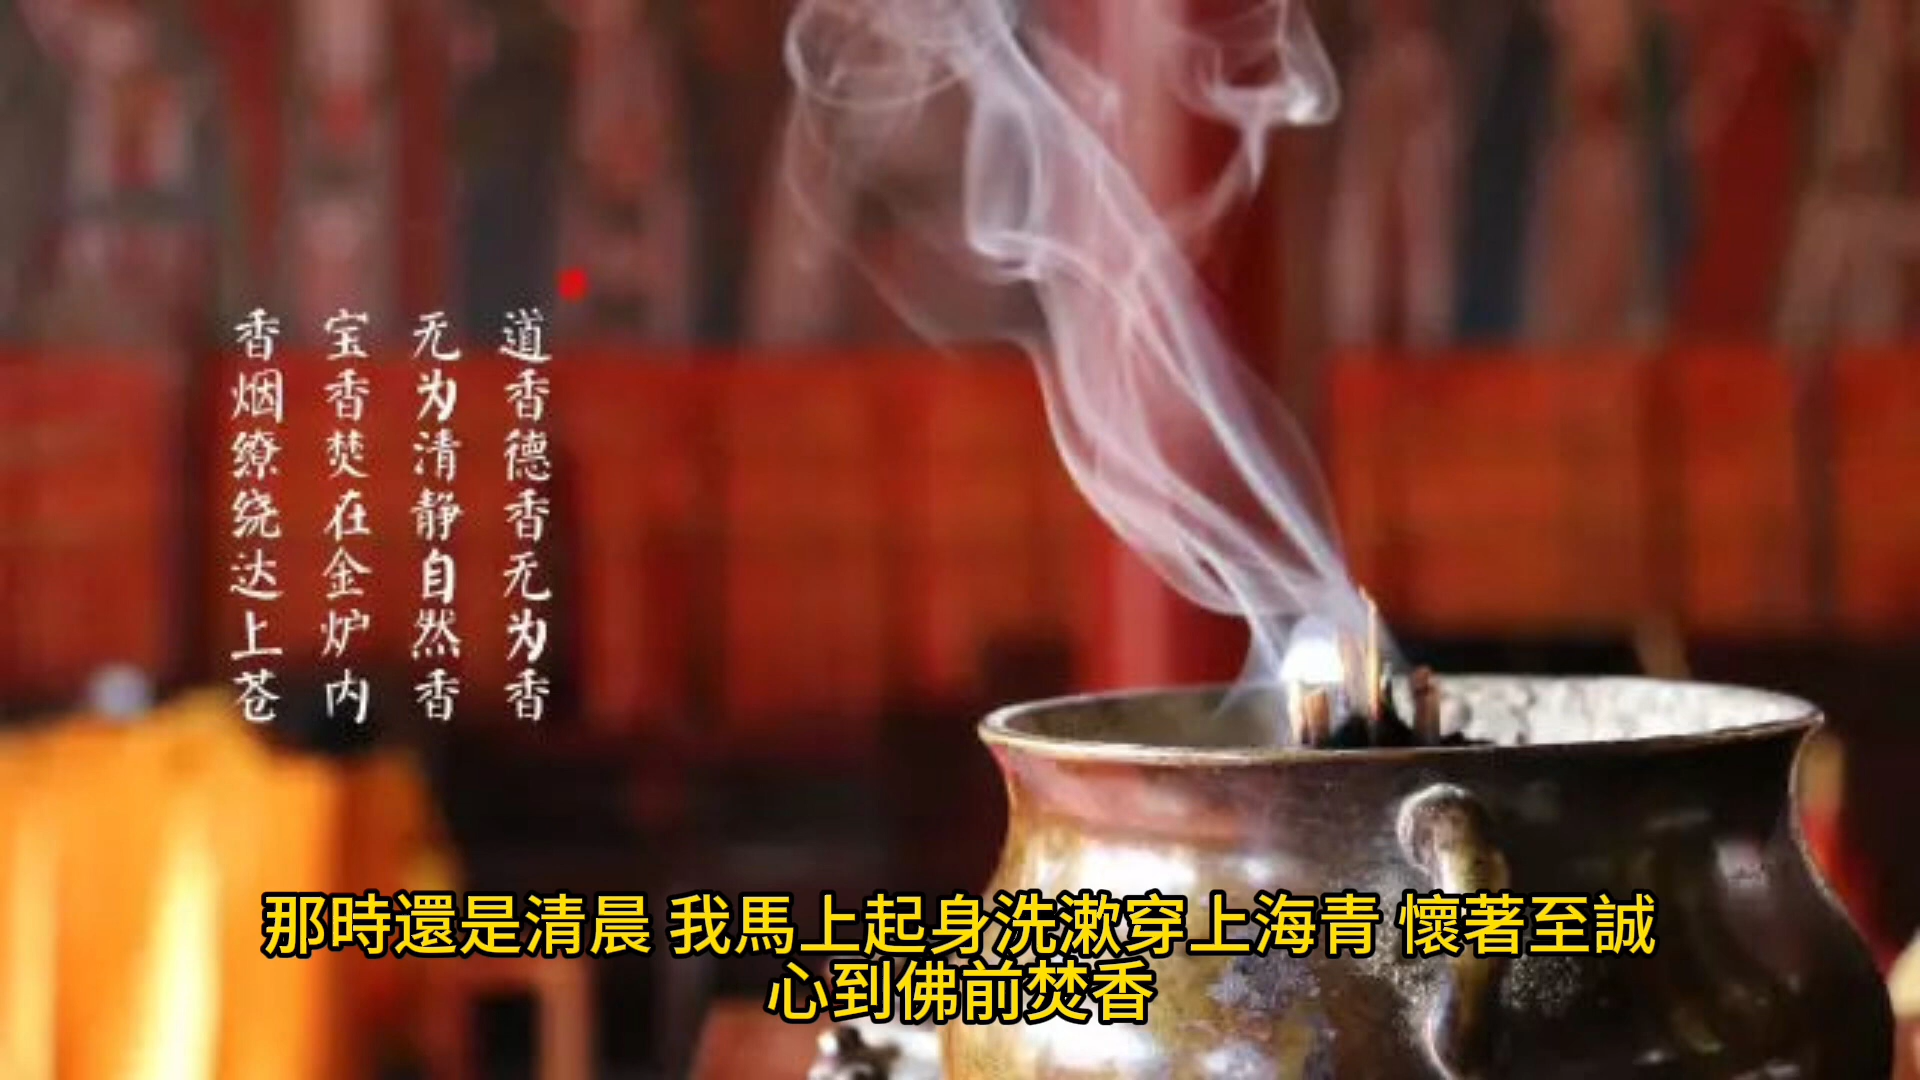 道香德香无为香
无为清静自然香
宝香焚在金炉内
香烟缭绕达上苍
那時還是清晨 我馬上起身洗漱穿上海青 懷著至誠
心到佛前焚香